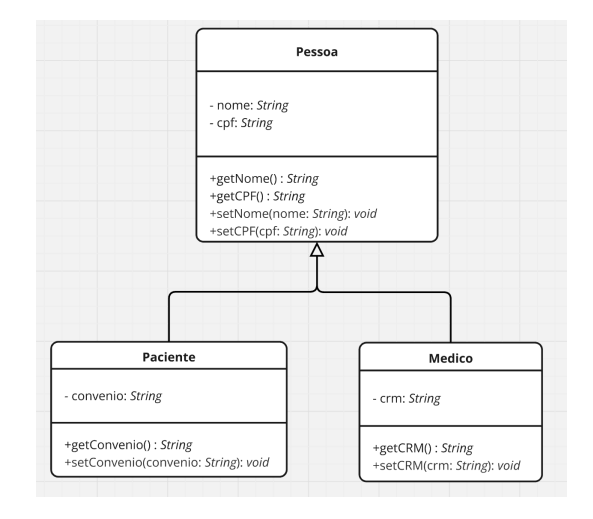 Pessoa
- nome: String
- cpf: String
+getNome() : String
+getCPF() : String
+setNome(nome: String): void
+setCPF(cpf: String): void
Paciente
- convenio: String
+getConvenio() : String
+setConvenio(convenio: String): void
Medico
- crm: String
+getCRM() : String
+setCRM(crm: String): void